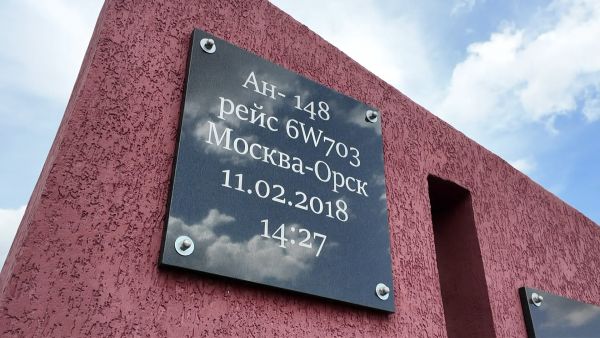 Ан- 148
рейс 6W703
Москва-Орск
11.02.2018
14:27